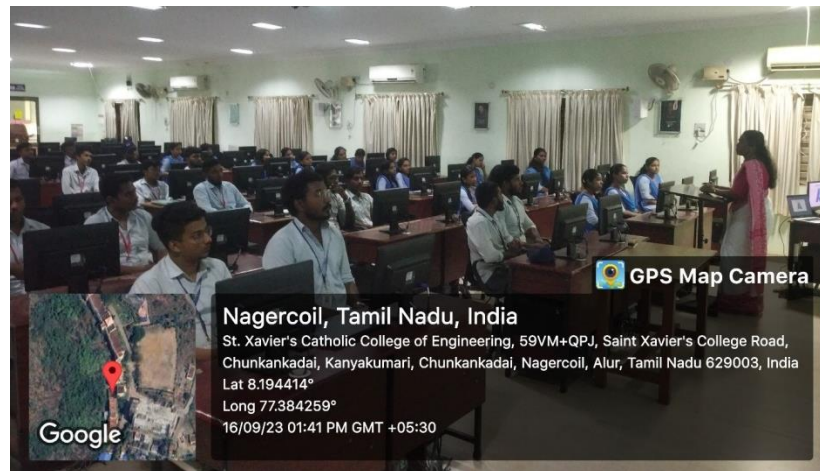 GPS Map Camera
Nagercoil, Tamil Nadu, India
St. Xavier's Catholic College of Engineering, 59VM+QPJ, Saint Xavier's College Road,
Chunkankadai, Kanyakumari, Chunkankadai, Nagercoil, Alur, Tamil Nadu 629003, India
Lat 8.194414°
Long 77.384259°
16/09/23 01:41 PM GMT +05:30
Google